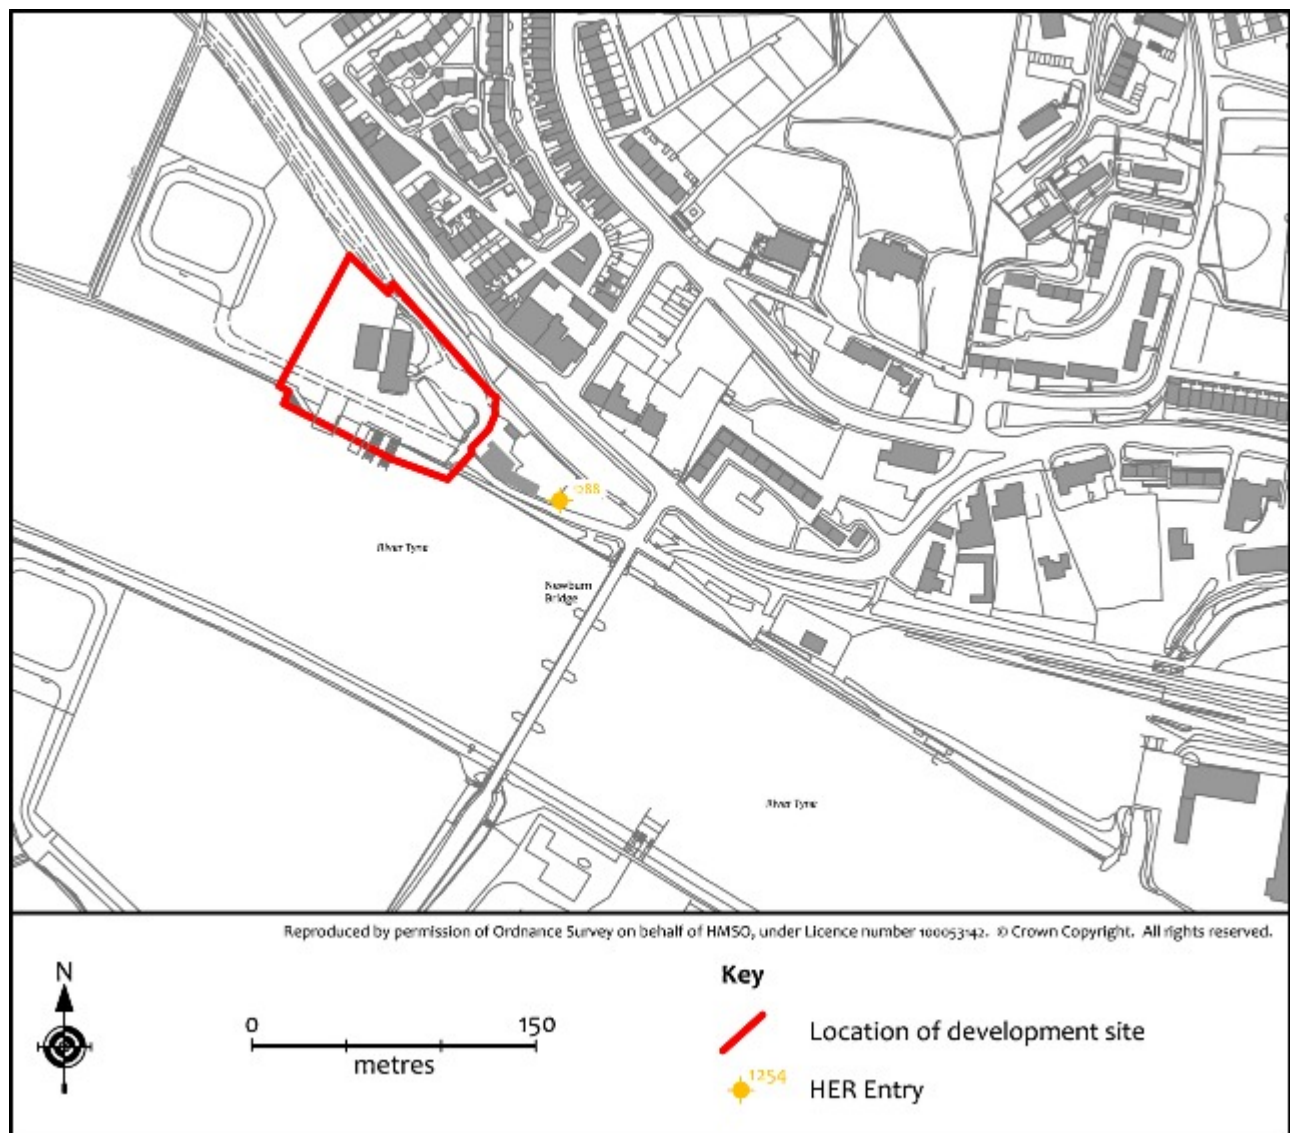 1288
River Tyne
Newburn
Bridge
River Tyne
Reproduced by permission of Ordnance Survey on behalf of HMSO, under Licence number 100053142. © Crown Copyright. All rights reserved.
N
Key
0 150
metres
Location of development site
1254
HER Entry